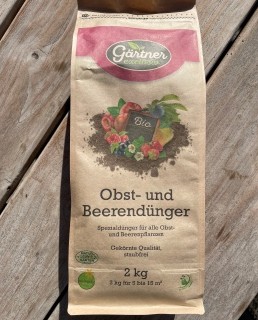 Gärtner
Bio
Obst- und
Beerendünger
Spezialdünger für alle Obst-
und Beerenpflanzen
Gekörnte Qualität,
staubfrei
2 kg